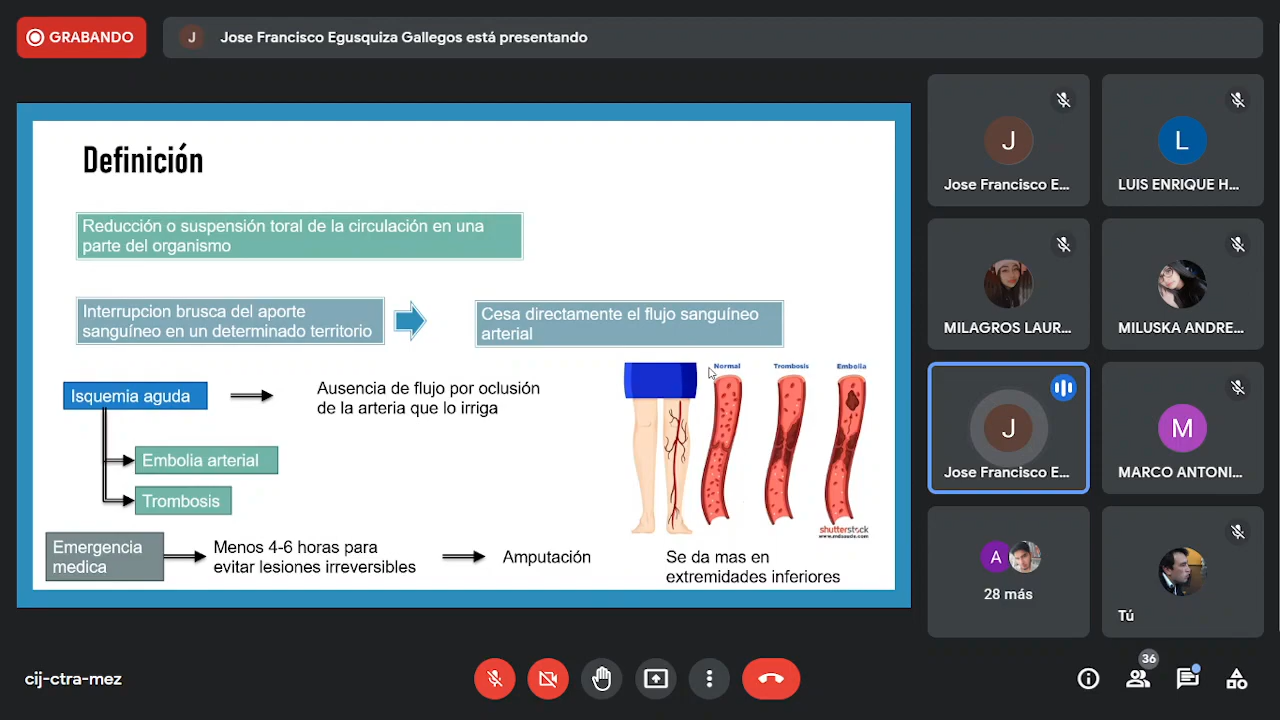 GRABANDO
J
Jose Francisco Egusquiza Gallegos está presentando
Definición
Reducción o suspensión toral de la circulación en una
parte del organismo
Interrupcion brusca del aporte
sanguíneo en un determinado territorio
Cesa directamente el flujo sanguíneo
arterial
Isquemia aguda
Ausencia de flujo por oclusión
de la arteria que lo irriga
Embolia arterial
Trombosis
Normal
Trombosis
Embolia
shutterstock
www.mdsaude.com
Emergencia
medica
Menos 4-6 horas para
evitar lesiones irreversibles
Amputación
Se da mas en
extremidades inferiores
J
Jose Francisco E...
L
LUIS ENRIQUE H...
MILAGROS LAUR...
MILUSKA ANDRE...
J
Jose Francisco E...
M
MARCO ANTONI...
A
28 más
Tú
cij-ctra-mez
36